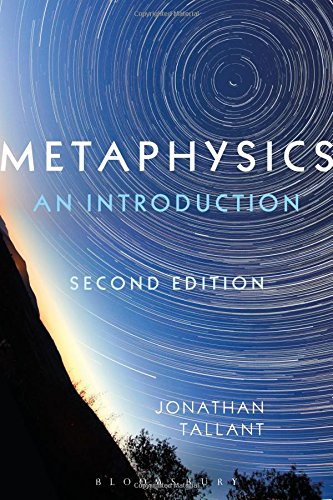 METAPHYSICS
AN INTRODUCTION
SECOND EDITION
JONATHAN
TALLANT
BLOOMSBURY